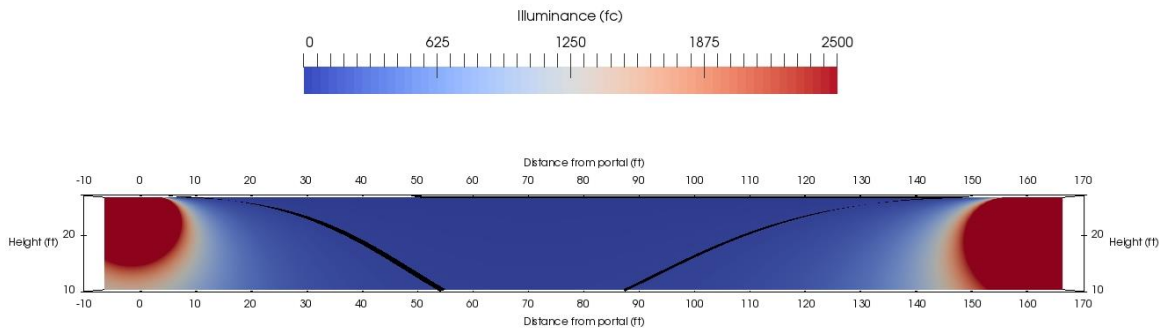 Illuminance (fc)
0 625 1250 1875 2500
Distance from portal (ft)
-10 0 10 20 30 40 50 60 70 80 90 100 110 120 130 140 150 160 170
Height (ft) 20 20 Height (ft)
10 10
-10 0 10 20 30 40 50 60 70 80 90 100 110 120 130 140 150 160 170
Distance from portal (ft)